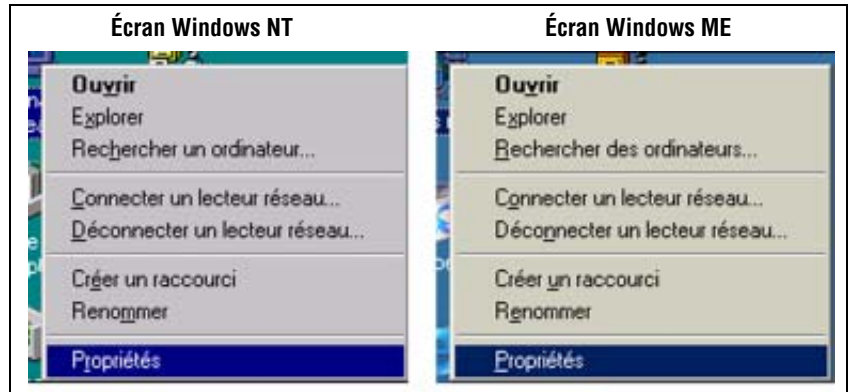 Écran Windows NT
Ouvrir
Explorer
Rechercher un ordinateur...
Connecter un lecteur réseau...
Déconnecter un lecteur réseau...
Créer un raccourci
Renommer
Propriétés
Écran Windows ME
Ouvrir
Explorer
Rechercher des ordinateurs...
Connecter un lecteur réseau...
Déconnecter un lecteur réseau...
Créer un raccourci
Renommer
Propriétés